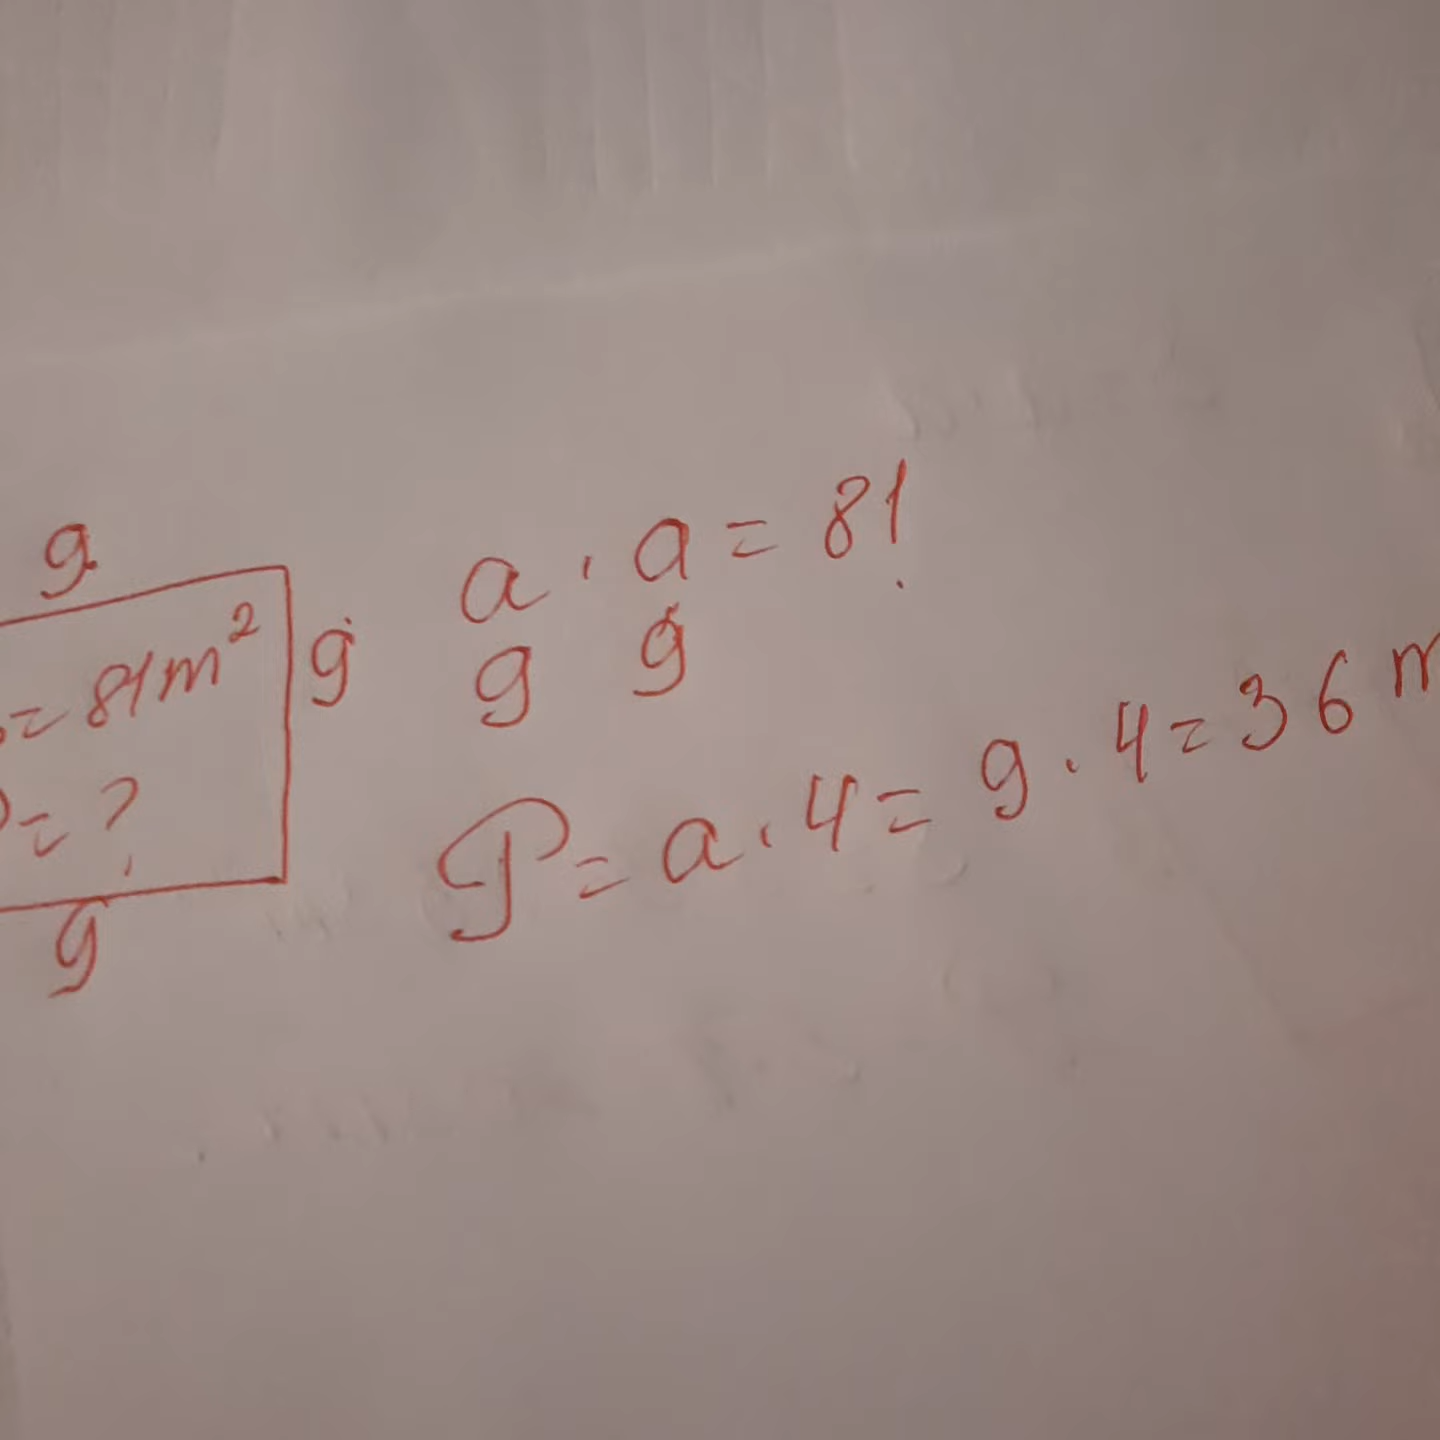 9
= 81m²
9
= ?
9
a · a = 81
9 9
P = a · 4 = 9 · 4 = 36 m